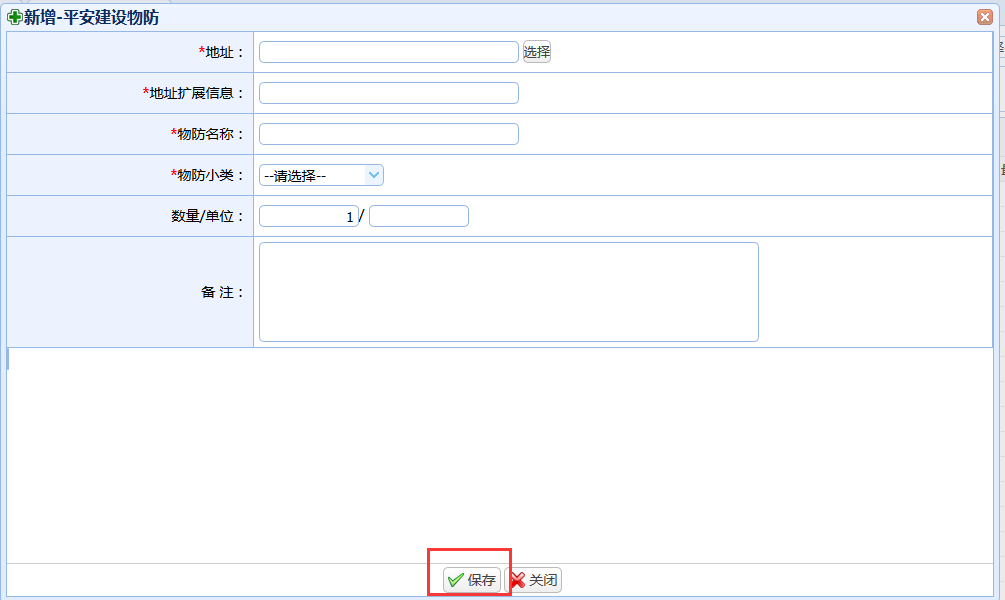 新增-平安建设物防
*地址： 选择
*地址扩展信息：
*物防名称：
*物防小类： --请选择--
数量/单位： 1 /
备 注：
保存 关闭